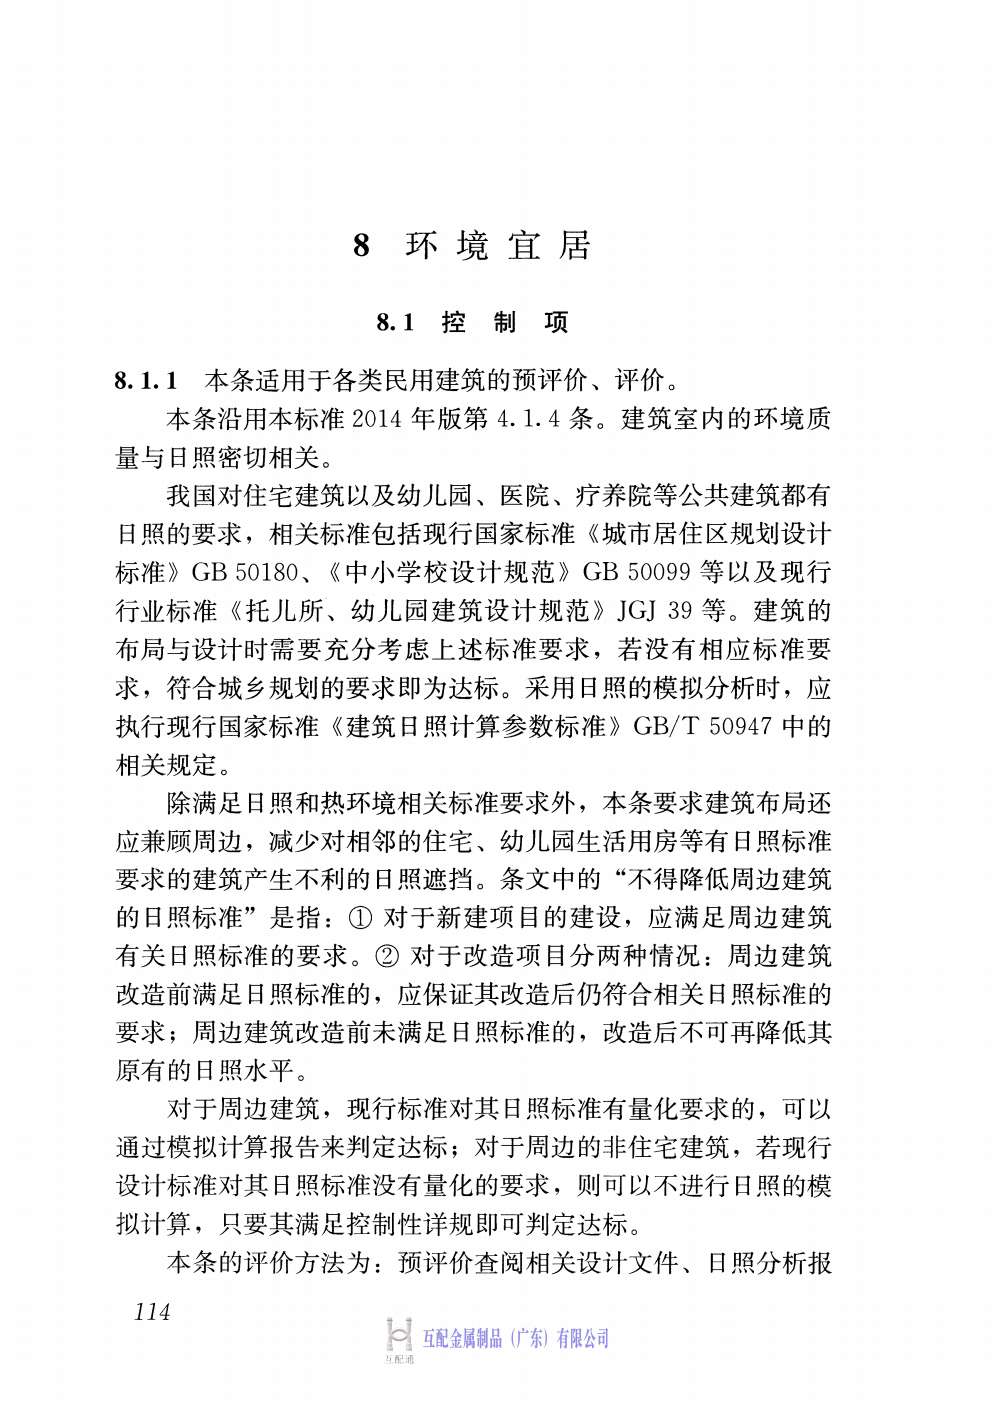 8 环境宜居
8.1 控制项
8.1.1 本条适用于各类民用建筑的预评价、评价。
本条沿用本标准 2014 年版第 4.1.4 条。建筑室内的环境质
量与日照密切相关。
我国对住宅建筑以及幼儿园、医院、疗养院等公共建筑都有
日照的要求，相关标准包括现行国家标准《城市居住区规划设计
标准》GB 50180、《中小学校设计规范》GB 50099 等以及现行
行业标准《托儿所、幼儿园建筑设计规范》JGJ 39 等。建筑的
布局与设计时需要充分考虑上述标准要求，若没有相应标准要
求，符合城乡规划的要求即为达标。采用日照的模拟分析时，应
执行现行国家标准《建筑日照计算参数标准》GB/T 50947 中的
相关规定。
除满足日照和热环境相关标准要求外，本条要求建筑布局还
应兼顾周边，减少对相邻的住宅、幼儿园生活用房等有日照标准
要求的建筑产生不利的日照遮挡。条文中的“不得降低周边建筑
的日照标准”是指：① 对于新建项目的建设，应满足周边建筑
有关日照标准的要求。② 对于改造项目分两种情况：周边建筑
改造前满足日照标准的，应保证其改造后仍符合相关日照标准的
要求；周边建筑改造前未满足日照标准的，改造后不可再降低其
原有的日照水平。
对于周边建筑，现行标准对其日照标准有量化要求的，可以
通过模拟计算报告来判定达标；对于周边的非住宅建筑，若现行
设计标准对其日照标准没有量化的要求，则可以不进行日照的模
拟计算，只要其满足控制性详规即可判定达标。
本条的评价方法为：预评价查阅相关设计文件、日照分析报
114
互配金属制品（广东）有限公司
互配通